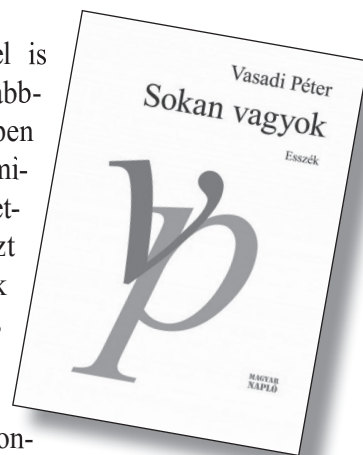 el is
abb-
ben
mi-
et-
zt
k
on-
Vasadi Péter
Sokan vagyok
Esszék
vp
MAGYAR
NAPLÓ